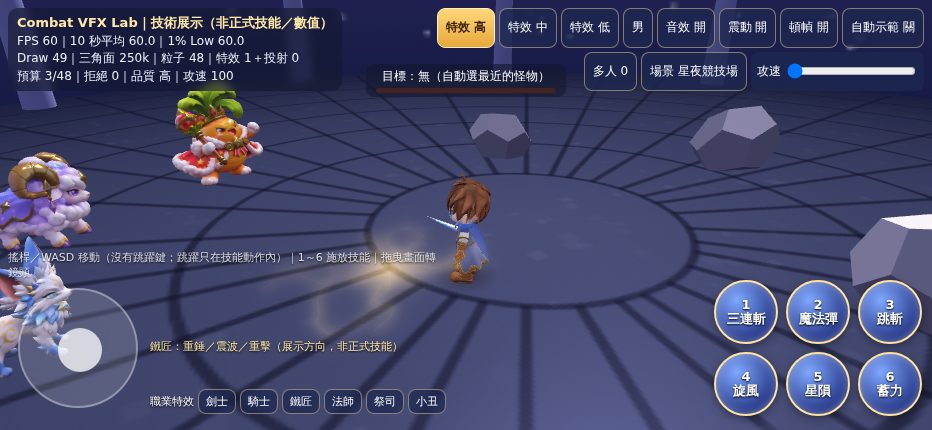 Combat VFX Lab｜技術展示（非正式技能／數值）
FPS 60｜10 秒平均 60.0｜1% Low 60.0
Draw 49｜三角面 250k｜粒子 48｜特效 1＋投射 0
預算 3/48｜拒絕 0｜品質 高｜攻速 100
特效 高
特效 中
特效 低
男
音效 開
震動 開
頓幀 開
自動示範 關
多人 0
場景 星夜競技場
攻速
目標：無（自動選最近的怪物）
搖桿／WASD 移動（沒有跳躍鍵；跳躍只在技能動作內）｜1～6 施放技能｜拖曳畫面轉
鏡頭
鐵匠：重錘／震波／重擊（展示方向，非正式技能）
職業特效
劍士
騎士
鐵匠
法師
祭司
小丑
1
三連斬
2
魔法彈
3
跳斬
4
旋風
5
星隕
6
蓄力